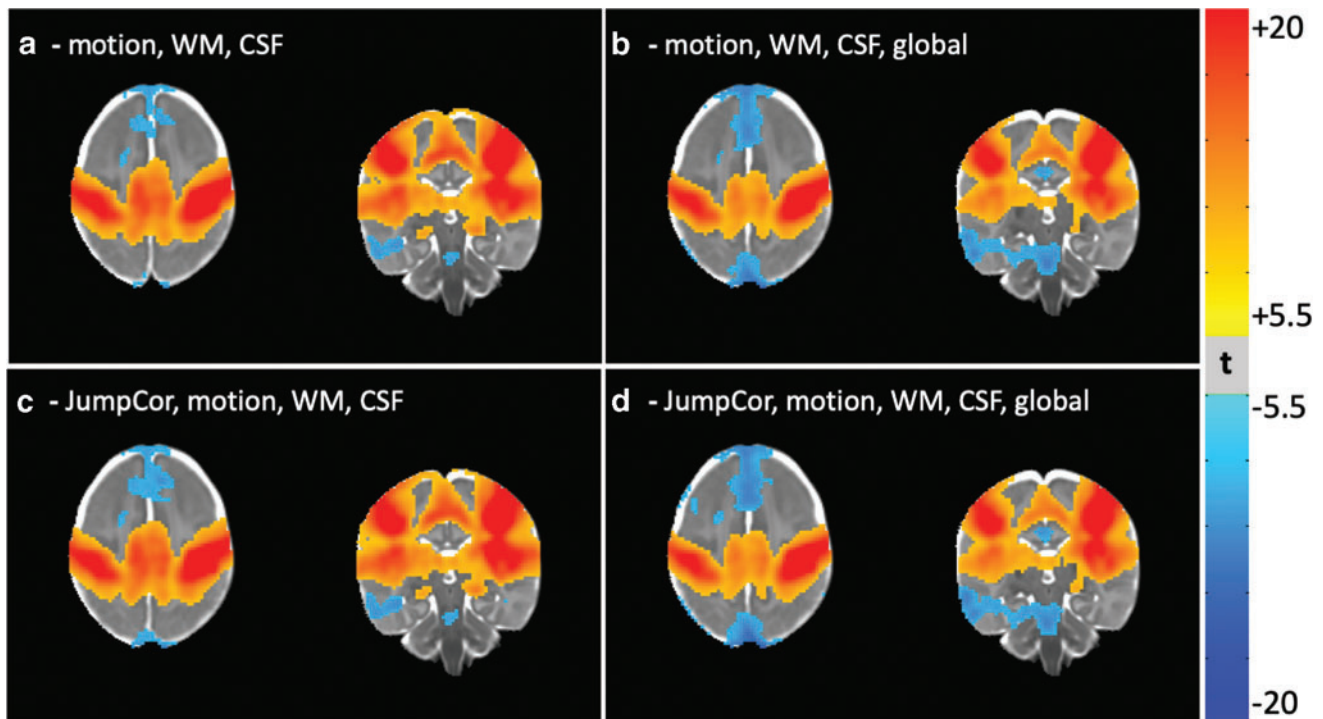 a - motion, WM, CSF
b - motion, WM, CSF, global
+20
+5.5
t
-5.5
c - JumpCor, motion, WM, CSF
d - JumpCor, motion, WM, CSF, global
-20